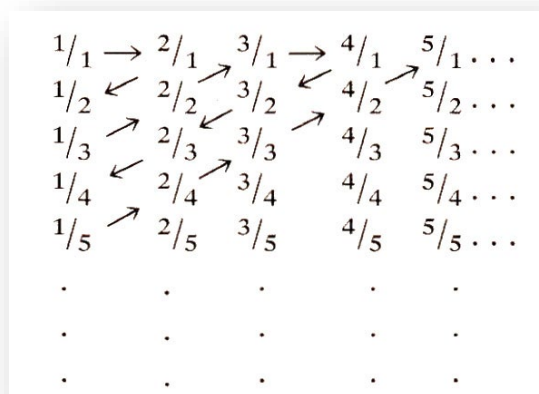 1/1 → 2/1 3/1 → 4/1 5/1 . . .
1/2 2/2 3/2 4/2 5/2 . . .
1/3 2/3 3/3 4/3 5/3 . . .
1/4 2/4 3/4 4/4 5/4 . . .
1/5 2/5 3/5 4/5 5/5 . . .
. . . . .
. . . . .
. . . . .